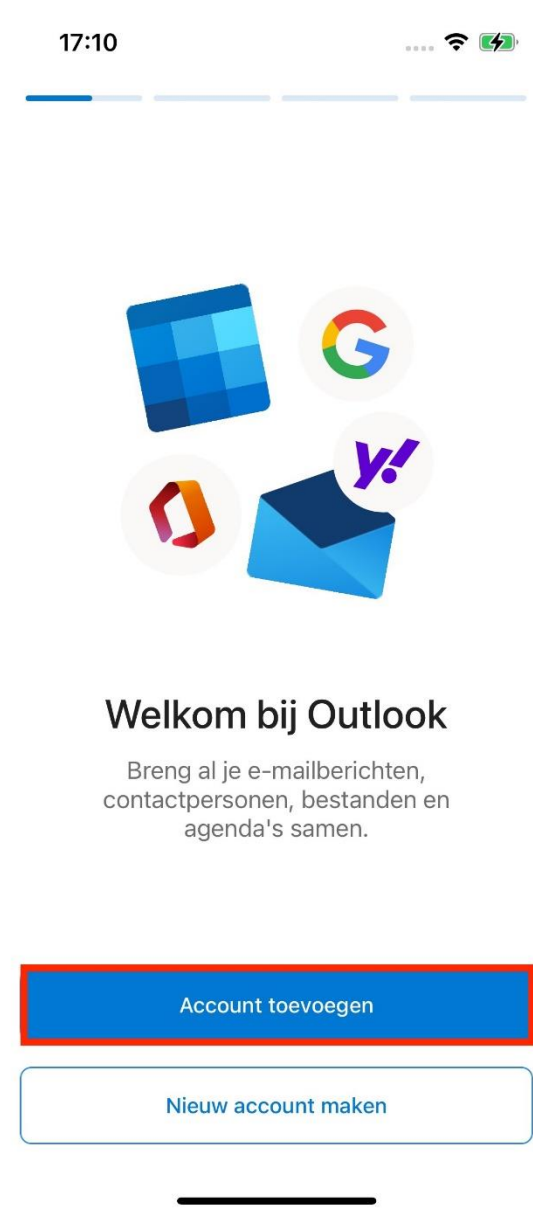 17:10
Welkom bij Outlook
Breng al je e-mailberichten,
contactpersonen, bestanden en
agenda's samen.
Account toevoegen
Nieuw account maken